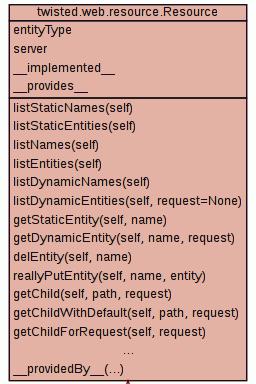 twisted.web.resource.Resource
entityType
server
__implemented__
__provides__
listStaticNames(self)
listStaticEntities(self)
listNames(self)
listEntities(self)
listDynamicNames(self)
listDynamicEntities(self, request=None)
getStaticEntity(self, name)
getDynamicEntity(self, name, request)
delEntity(self, name)
reallyPutEntity(self, name, entity)
getChild(self, path, request)
getChildWithDefault(self, path, request)
getChildForRequest(self, request)
...
__providedBy__(...)